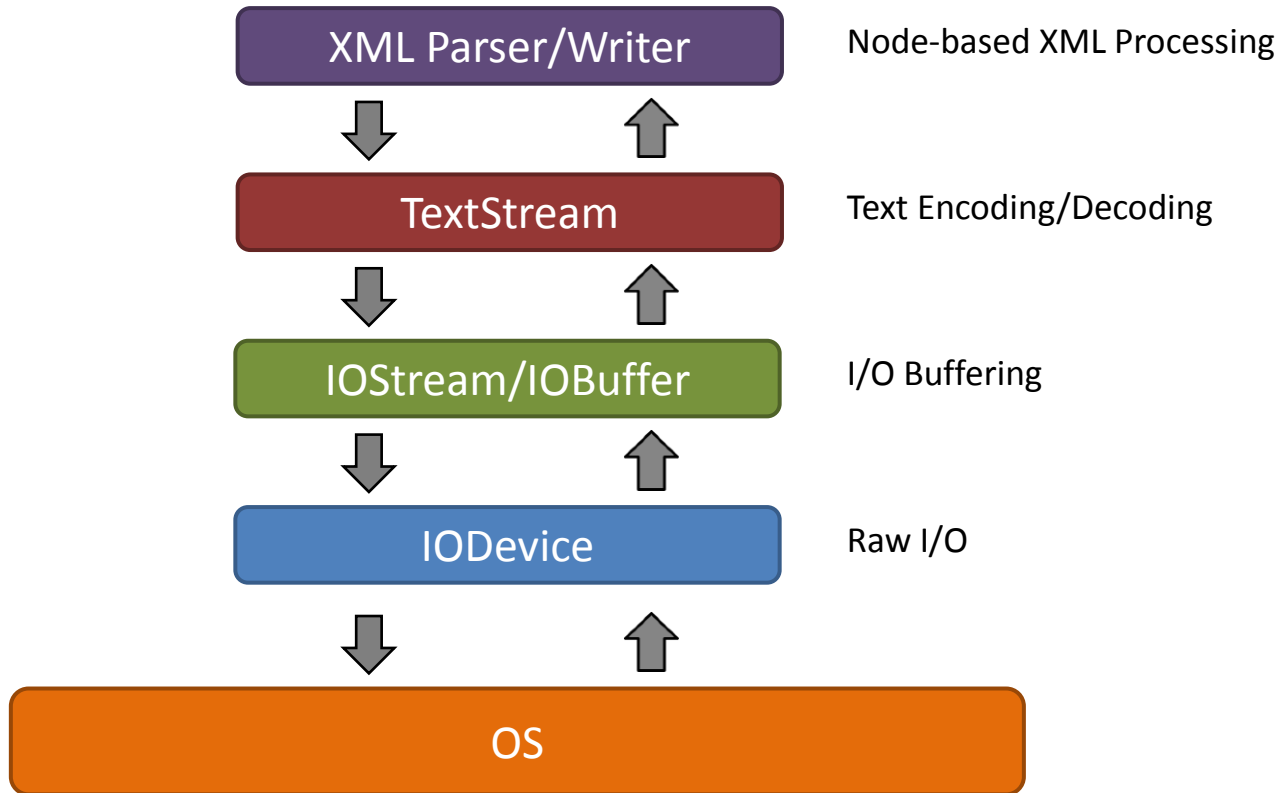 XML Parser/Writer
Node-based XML Processing
TextStream
Text Encoding/Decoding
IOStream/IOBuffer
I/O Buffering
IODevice
Raw I/O
OS